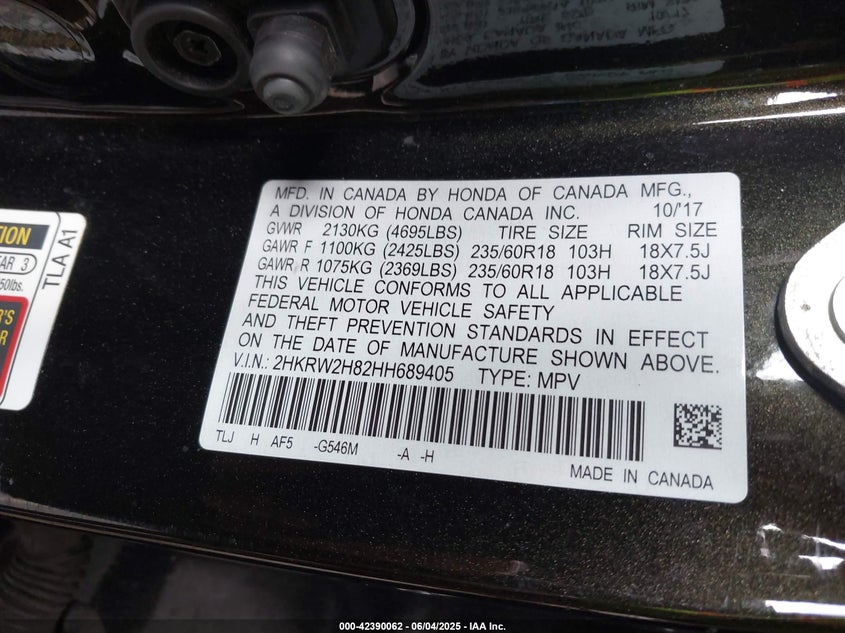 MFD. IN CANADA BY HONDA OF CANADA MFG.,
A DIVISION OF HONDA CANADA INC. 10/'17
GVWR 2130KG (4695LBS) TIRE SIZE RIM SIZE
GAWR F 1100KG (2425LBS) 235/60R18 103H 18X7.5J
GAWR R 1075KG (2369LBS) 235/60R18 103H 18X7.5J
THIS VEHICLE CONFORMS TO ALL APPLICABLE
FEDERAL MOTOR VEHICLE SAFETY
AND THEFT PREVENTION STANDARDS IN EFFECT
ON THE DATE OF MANUFACTURE SHOWN ABOVE.
V.I.N.: 2HKRW2H82HH689405 TYPE: MPV
TLJ H AF5 -G546M -A -H
MADE IN CANADA
TLA A1
3
50lbs.
000-42390062 - 06/04/2025 - IAA Inc.